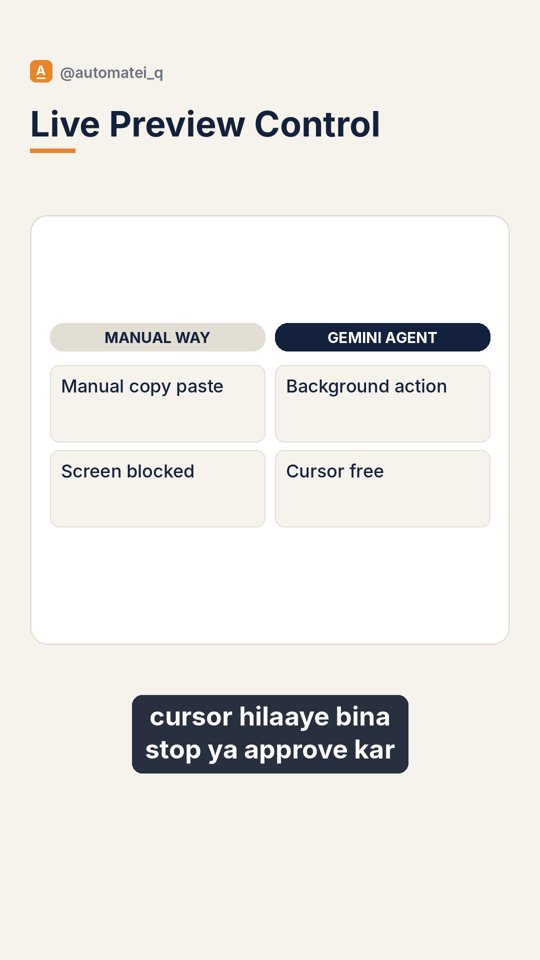 A
@automatei_q
Live Preview Control
MANUAL WAY
GEMINI AGENT
Manual copy paste
Background action
Screen blocked
Cursor free
cursor hilaaye bina
stop ya approve kar